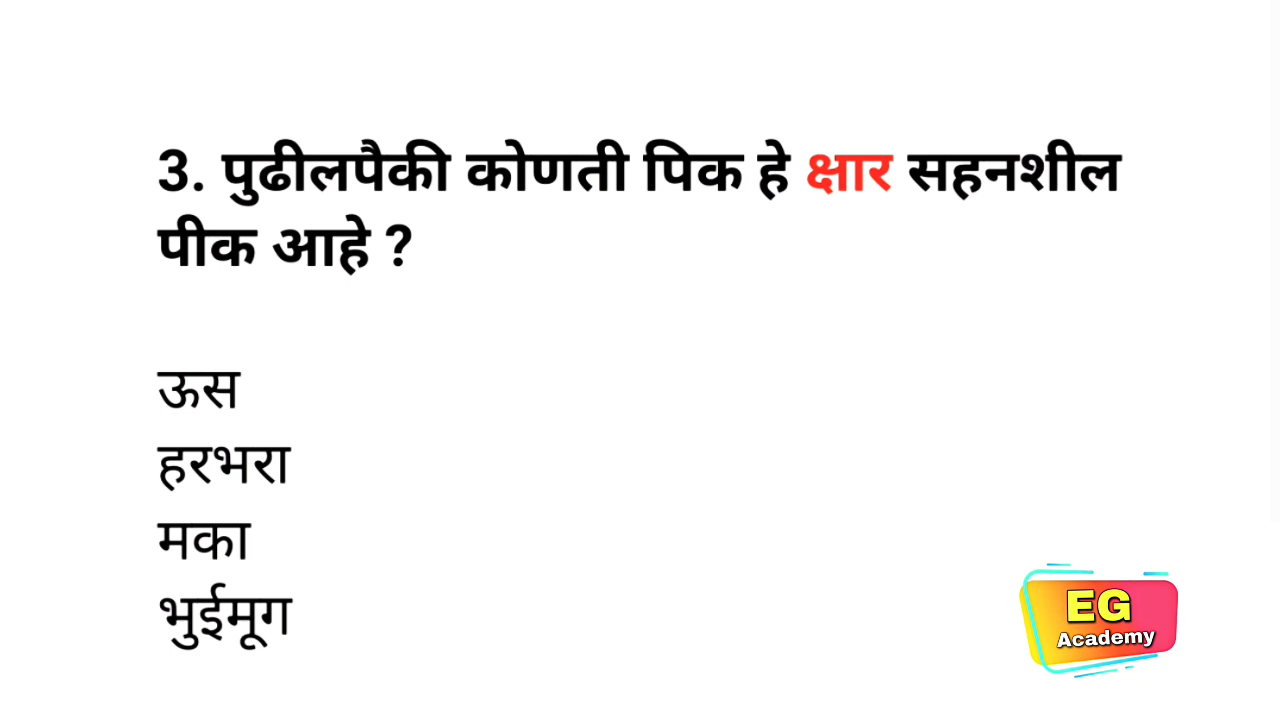 3. पुढीलपैकी कोणती पिक हे क्षार सहनशील
पीक आहे ?
ऊस
हरभरा
मका
भुईमूग
EG
Academy